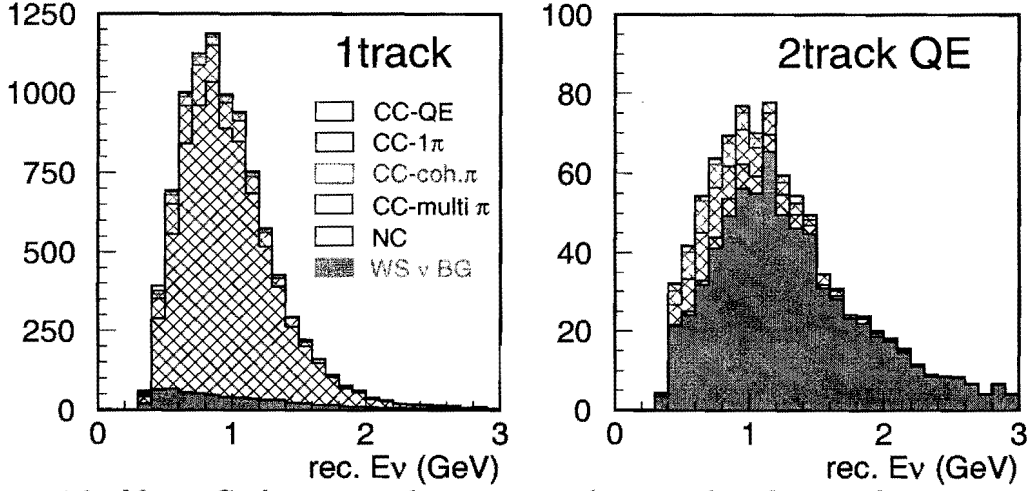 1track
CC-QE
CC-1π
CC-coh.π
CC-multi π
NC
WS ν BG
1250
1000
750
500
250
0
0
1
2
3
rec. Eν (GeV)
2track QE
100
80
60
40
20
0
0
1
2
3
rec. Eν (GeV)